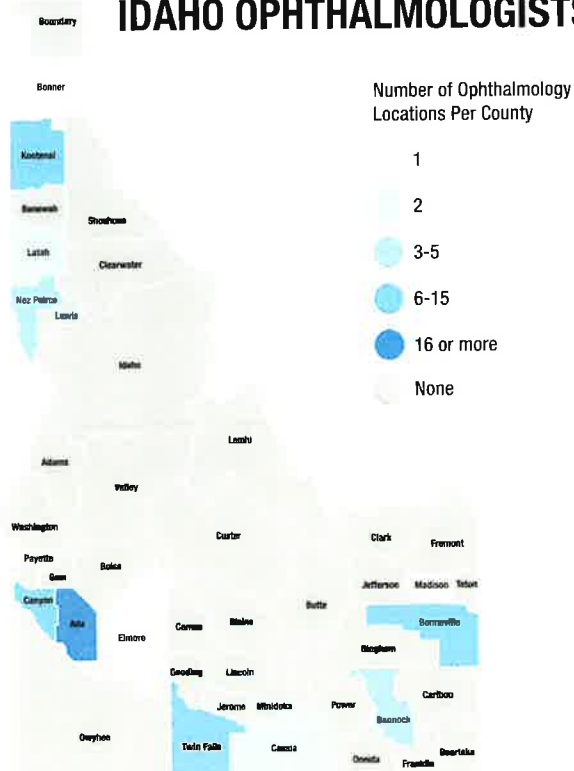 IDAHO OPHTHALMOLOGISTS
Number of Ophthalmology
Locations Per County
1
2
3-5
6-15
16 or more
None
Boundary
Bonner
Kootenai
Benewah
Shoshone
Latah
Clearwater
Nez Peirce
Lewis
Idaho
Lemhi
Adams
Valley
Washington
Custer
Clark
Fremont
Payette
Gem
Boise
Jefferson
Madison
Teton
Canyon
Ada
Elmore
Camas
Blaine
Butte
Bonneville
Bingham
Gooding
Lincoln
Jerome
Minidoka
Power
Caribou
Bannock
Owyhee
Twin Falls
Cassia
Oneida
Franklin
Bearlake